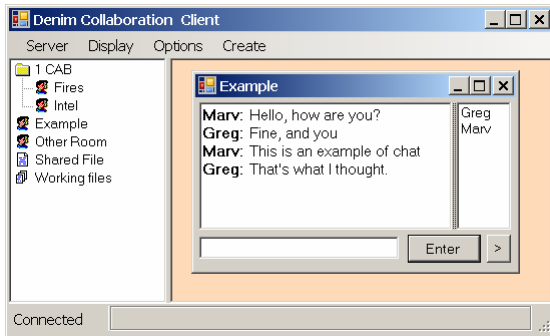 Denim Collaboration Client
Server Display Options Create
1 CAB
Fires
Intel
Example
Other Room
Shared File
Working files
Example
Marv: Hello, how are you?
Greg: Fine, and you
Marv: This is an example of chat
Greg: That's what I thought.
Greg
Marv
Enter >
Connected